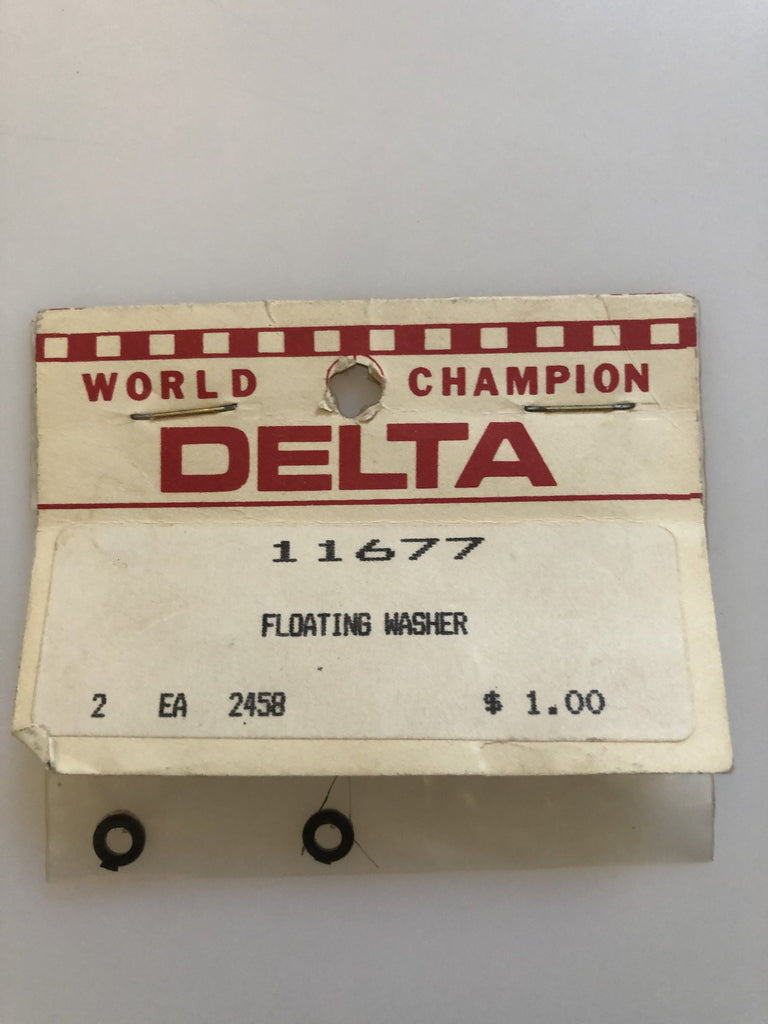 WORLD CHAMPION
DELTA
11677
FLOATING WASHER
2 EA 2458 $ 1.00